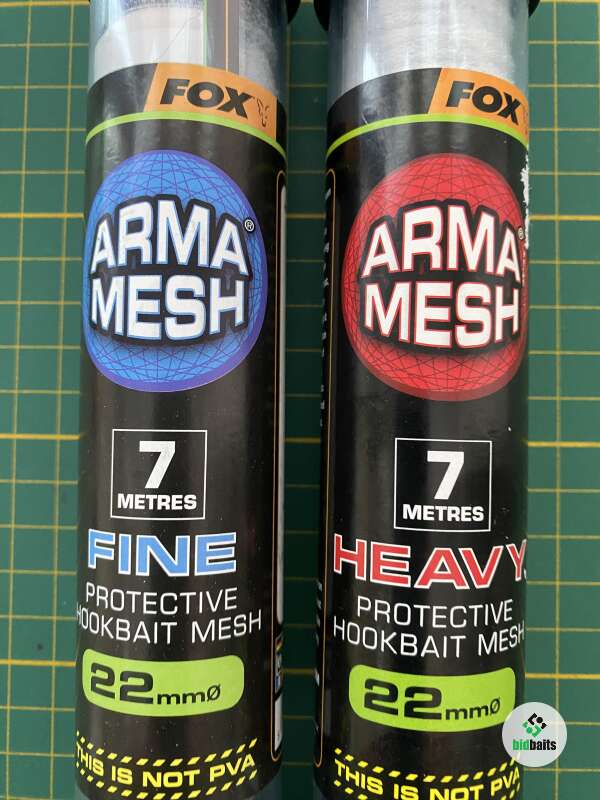 FOX
ARMA
MESH®
7
METRES
FINE
PROTECTIVE
HOOKBAIT MESH
22mmØ
THIS IS NOT PVA
FOX
ARMA
MESH®
7
METRES
HEAVY
PROTECTIVE
HOOKBAIT MESH
22mmØ
THIS IS NOT PVA
bidbaits